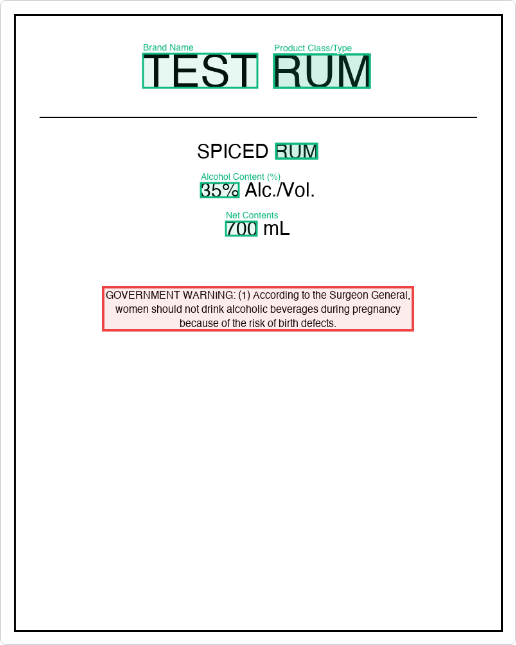 Brand Name Product Class/Type
TEST RUM
SPICED RUM
Alcohol Content (%)
35% Alc./Vol.
Net Contents
700 mL
GOVERNMENT WARNING: (1) According to the Surgeon General,
women should not drink alcoholic beverages during pregnancy
because of the risk of birth defects.